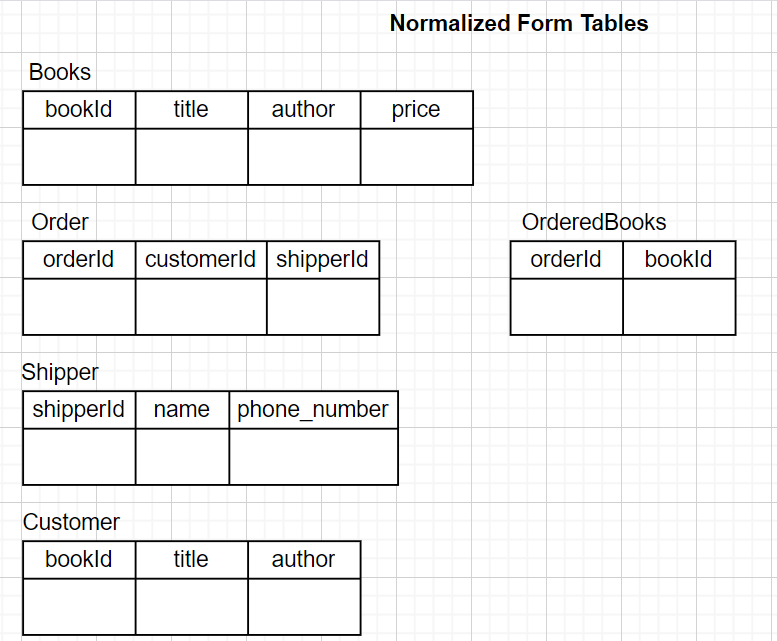 Normalized Form Tables
Books
bookId title author price
Order
orderId customerId shipperId
OrderedBooks
orderId bookId
Shipper
shipperId name phone_number
Customer
bookId title author